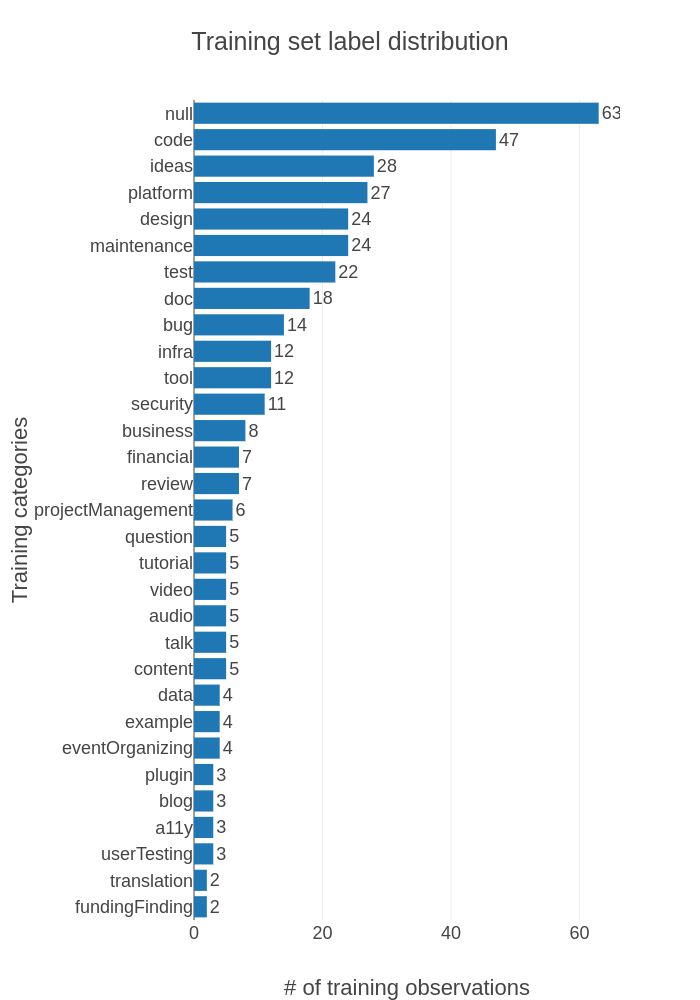 Training set label distribution
null 63
code 47
ideas 28
platform 27
design 24
maintenance 24
test 22
doc 18
bug 14
infra 12
tool 12
security 11
business 8
financial 7
review 7
projectManagement 6
question 5
tutorial 5
video 5
audio 5
talk 5
content 5
data 4
example 4
eventOrganizing 4
plugin 3
blog 3
a11y 3
userTesting 3
translation 2
fundingFinding 2
0 20 40 60
# of training observations
Training categories